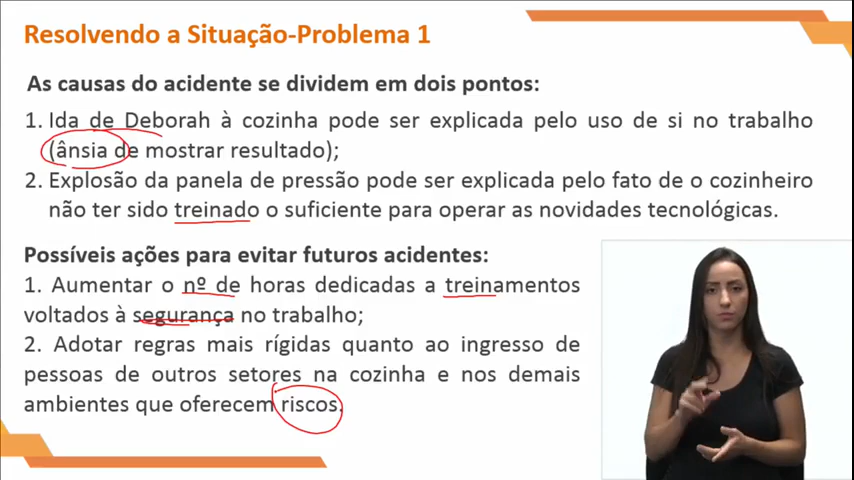 Resolvendo a Situação-Problema 1
As causas do acidente se dividem em dois pontos:
1. Ida de Deborah à cozinha pode ser explicada pelo uso de si no trabalho
(ânsia de mostrar resultado);
2. Explosão da panela de pressão pode ser explicada pelo fato de o cozinheiro
não ter sido treinado o suficiente para operar as novidades tecnológicas.
Possíveis ações para evitar futuros acidentes:
1. Aumentar o nº de horas dedicadas a treinamentos
voltados à segurança no trabalho;
2. Adotar regras mais rígidas quanto ao ingresso de
pessoas de outros setores na cozinha e nos demais
ambientes que oferecem riscos.